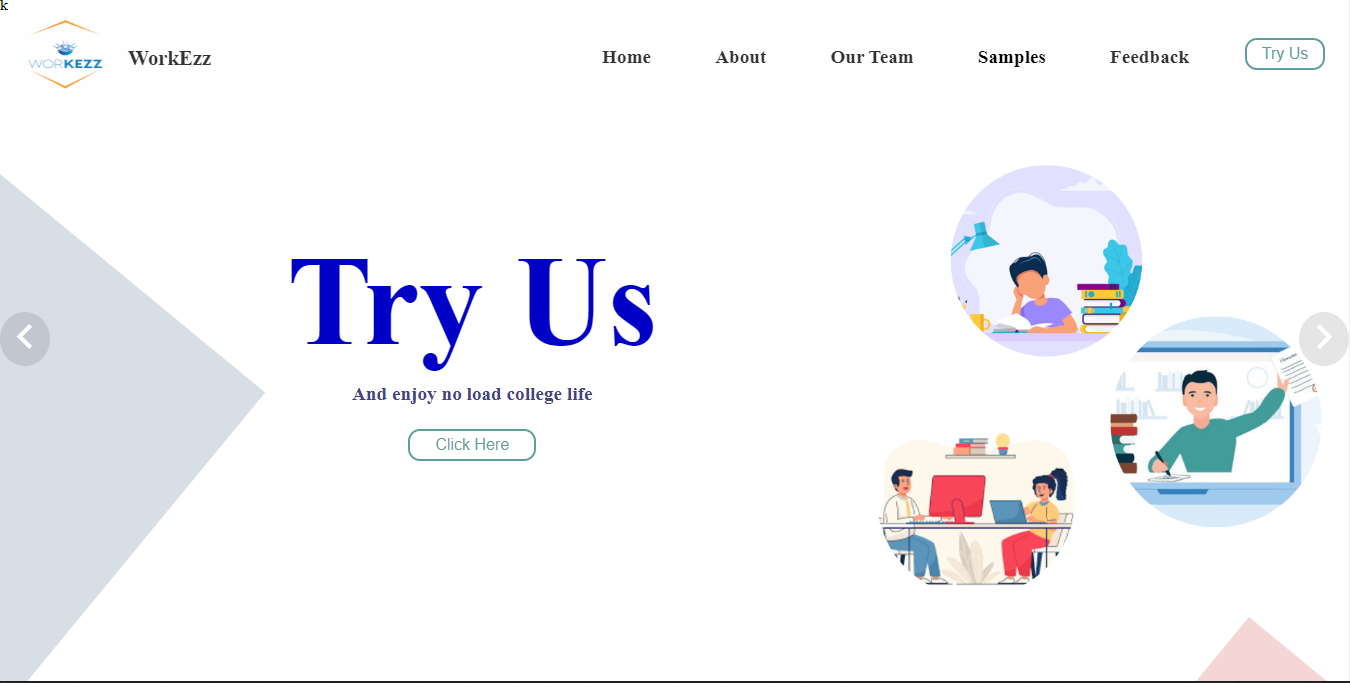 k
WORKEZZ
WorkEzz
Home
About
Our Team
Samples
Feedback
Try Us
Try Us
And enjoy no load college life
Click Here